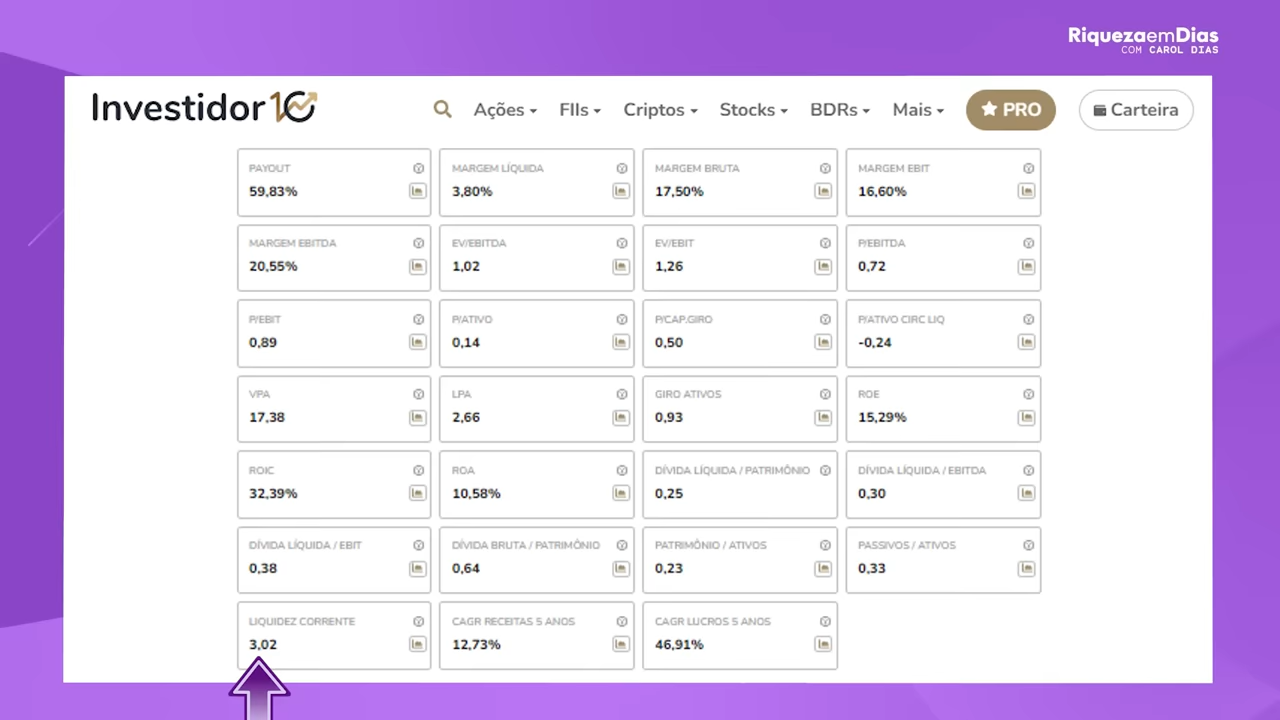 RiquezaemDias
COM CAROL DIAS
Investidor10
Ações FIIs Criptos Stocks BDRs Mais PRO Carteira
PAYOUT MARGEM LÍQUIDA MARGEM BRUTA MARGEM EBIT
59,83% 3,80% 17,50% 16,60%
MARGEM EBITDA EV/EBITDA EV/EBIT P/EBITDA
20,55% 1,02 1,26 0,72
P/EBIT P/ATIVO P/CAP.GIRO P/ATIVO CIRC LIQ
0,89 0,14 0,50 -0,24
VPA LPA GIRO ATIVOS ROE
17,38 2,66 0,93 15,29%
ROIC ROA DÍVIDA LÍQUIDA / PATRIMÔNIO DÍVIDA LÍQUIDA / EBITDA
32,39% 10,58% 0,25 0,30
DÍVIDA LÍQUIDA / EBIT DÍVIDA BRUTA / PATRIMÔNIO PATRIMÔNIO / ATIVOS PASSIVOS / ATIVOS
0,38 0,64 0,23 0,33
LIQUIDEZ CORRENTE CAGR RECEITAS 5 ANOS CAGR LUCROS 5 ANOS
3,02 12,73% 46,91%